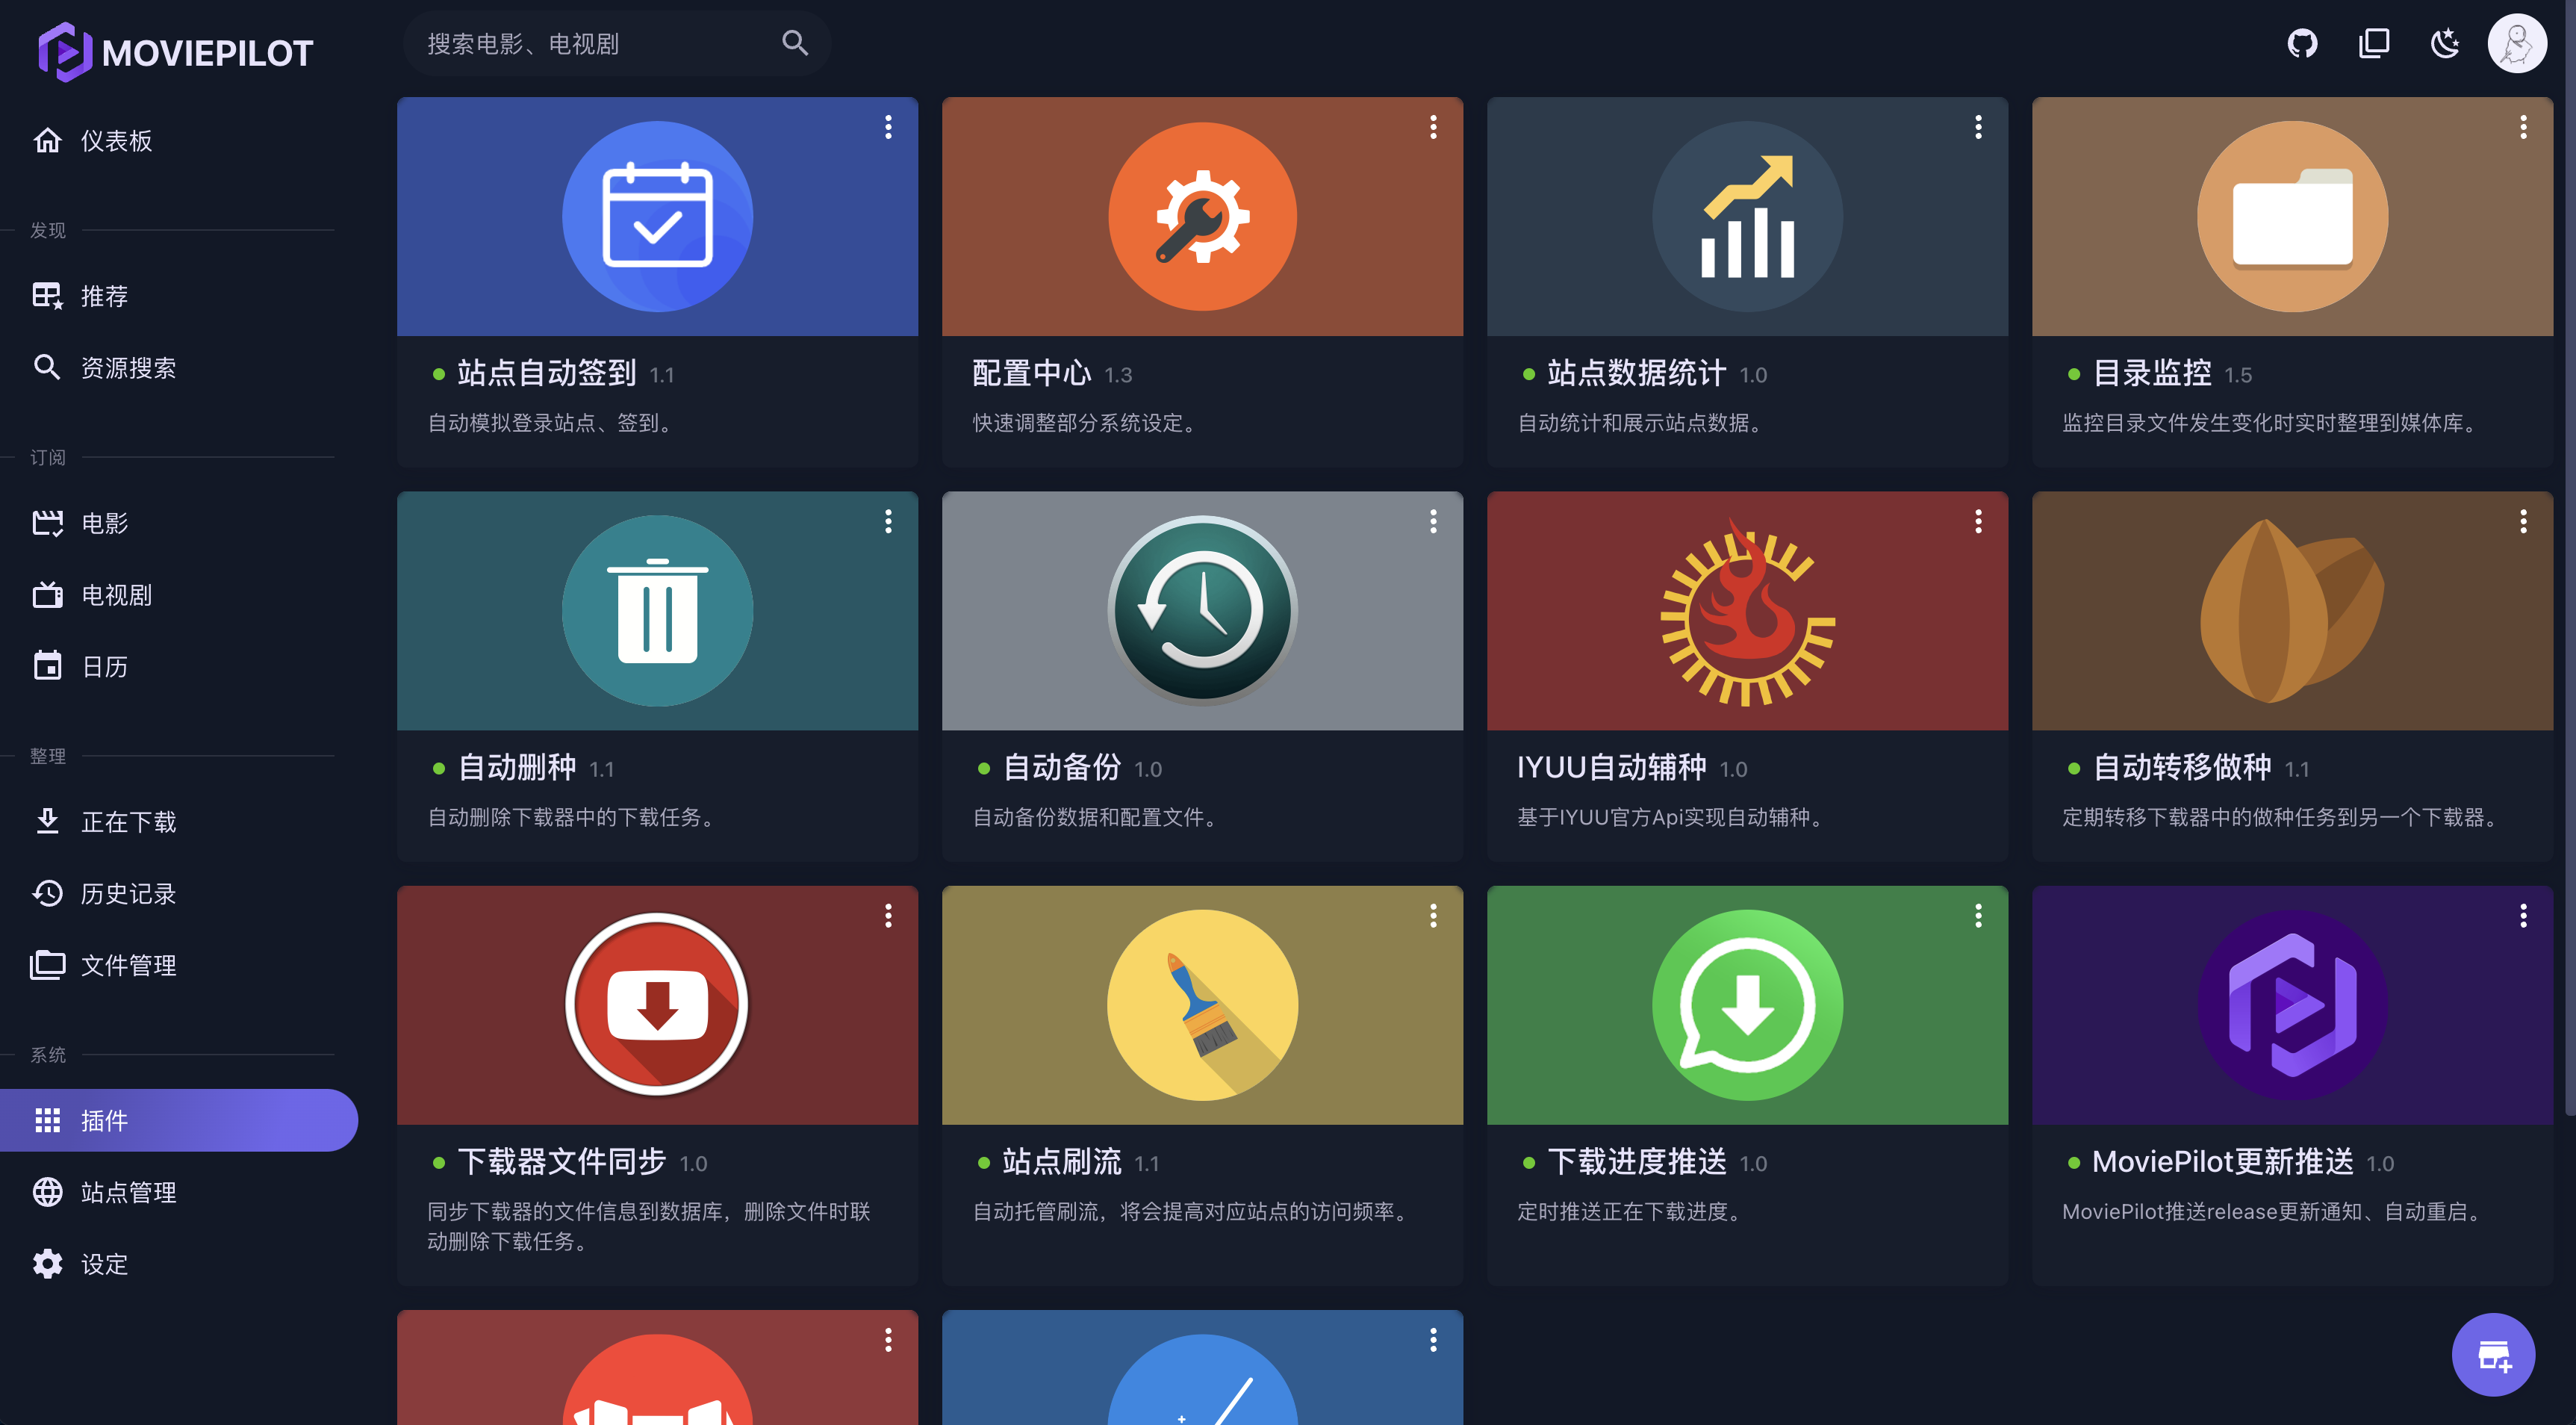 MOVIEPILOT
搜索电影、电视剧
仪表板
发现
推荐
资源搜索
订阅
电影
电视剧
日历
整理
正在下载
历史记录
文件管理
系统
插件
站点管理
设定
站点自动签到 1.1
自动模拟登录站点、签到。
配置中心 1.3
快速调整部分系统设定。
站点数据统计 1.0
自动统计和展示站点数据。
目录监控 1.5
监控目录文件发生变化时实时整理到媒体库。
自动删种 1.1
自动删除下载器中的下载任务。
自动备份 1.0
自动备份数据和配置文件。
IYUU自动辅种 1.0
基于IYUU官方Api实现自动辅种。
自动转移做种 1.1
定期转移下载器中的做种任务到另一个下载器。
下载器文件同步 1.0
同步下载器的文件信息到数据库，删除文件时联
动删除下载任务。
站点刷流 1.1
自动托管刷流，将会提高对应站点的访问频率。
下载进度推送 1.0
定时推送正在下载进度。
MoviePilot更新推送 1.0
MoviePilot推送release更新通知、自动重启。